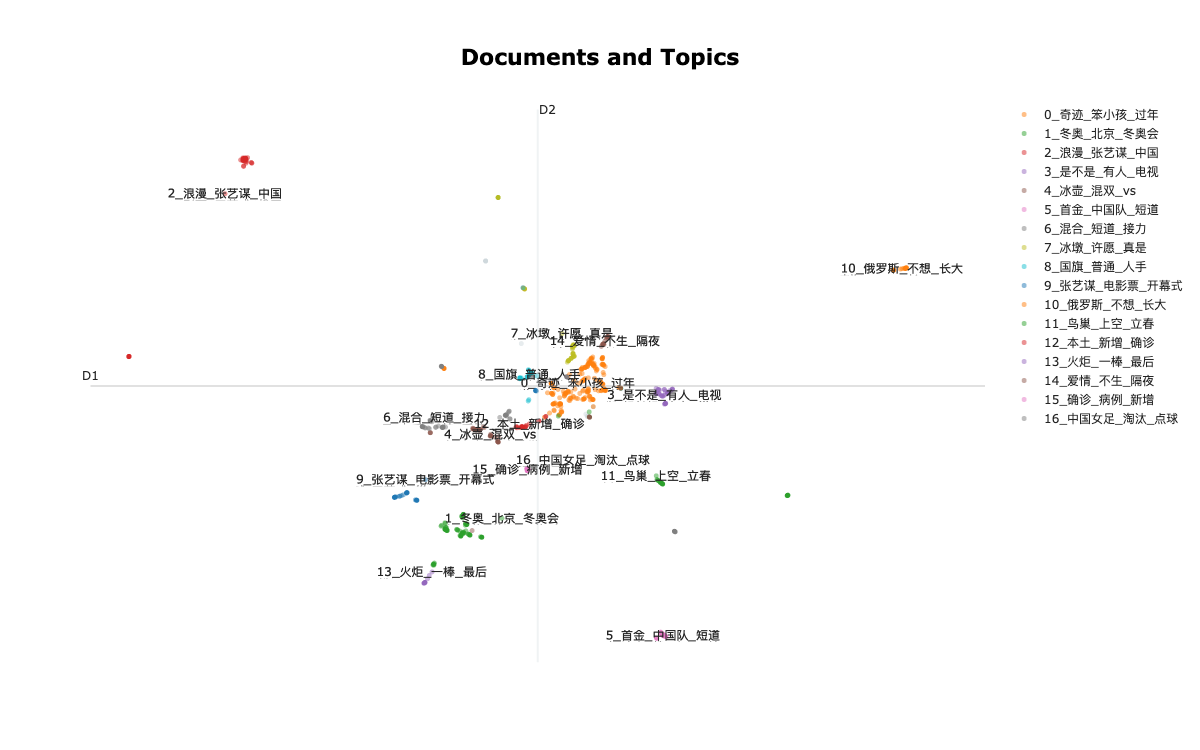 Documents and Topics
D2
0_奇迹_笨小孩_过年
1_冬奥_北京_冬奥会
2_浪漫_张艺谋_中国
3_是不是_有人_电视
4_冰壶_混双_vs
5_首金_中国队_短道
6_混合_短道_接力
7_冰墩_许愿_真是
8_国旗_普通_人手
9_张艺谋_电影票_开幕式
10_俄罗斯_不想_长大
11_鸟巢_上空_立春
12_本土_新增_确诊
13_火炬_一棒_最后
14_爱情_不生_隔夜
15_确诊_病例_新增
16_中国女足_淘汰_点球
2_浪漫_张艺谋_中国
10_俄罗斯_不想_长大
7_冰墩_许愿_真是
14_爱情_不生_隔夜
D1
8_国旗_普通_人手
0_奇迹_笨小孩_过年
3_是不是_有人_电视
6_混合_短道_接力
12_本土_新增_确诊
4_冰壶_混双_vs
16_中国女足_淘汰_点球
15_确诊_病例_新增
11_鸟巢_上空_立春
9_张艺谋_电影票_开幕式
1_冬奥_北京_冬奥会
13_火炬_一棒_最后
5_首金_中国队_短道